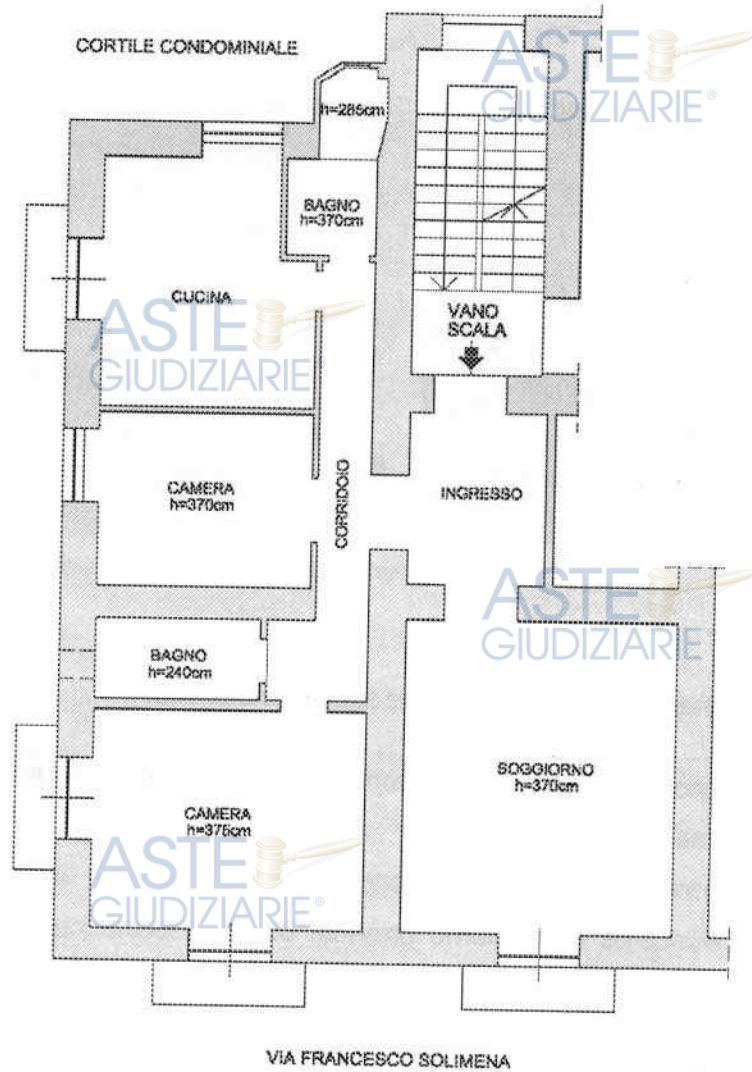 CORTILE CONDOMINIALE
ASTE
GIUDIZIARIE®
h=285cm
BAGNO
h=370cm
CUCINA
VANO
SCALA
ASTE
GIUDIZIARIE®
CAMERA
h=370cm
CORRIDOIO
INGRESSO
ASTE
GIUDIZIARIE®
BAGNO
h=240cm
SOGGIORNO
h=370cm
CAMERA
h=375cm
ASTE
GIUDIZIARIE®
VIA FRANCESCO SOLIMENA